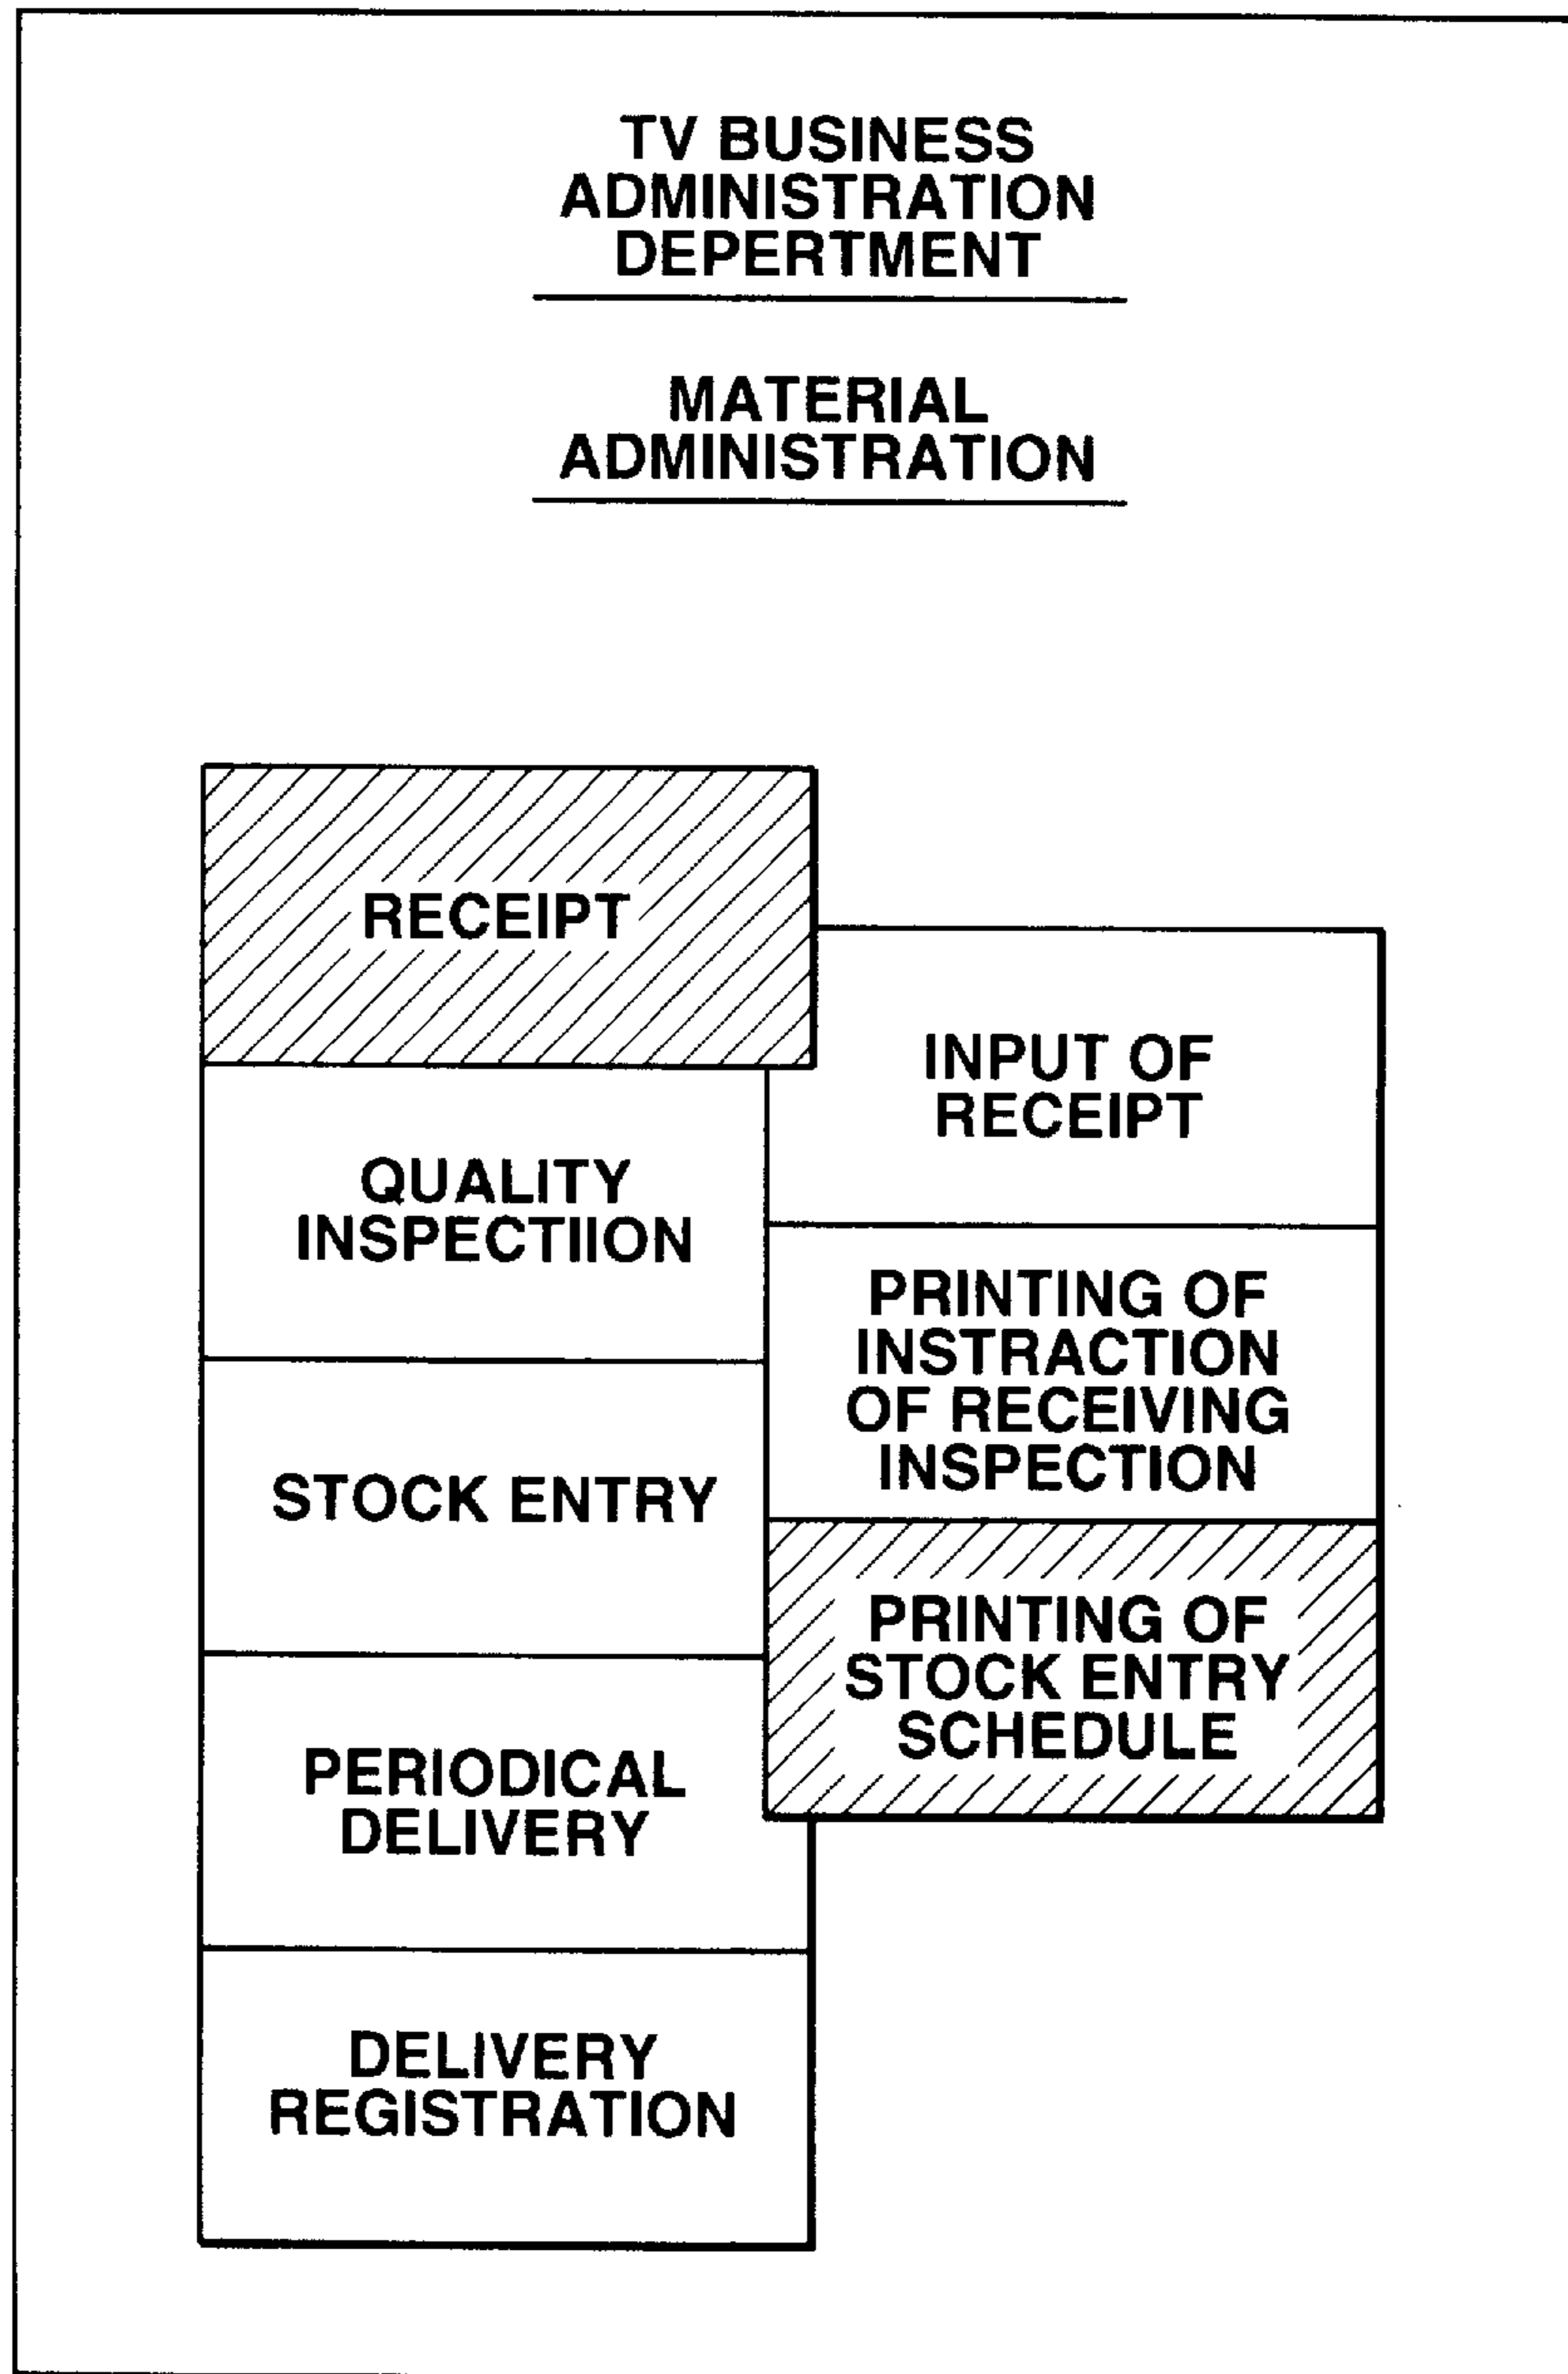 TV BUSINESS
ADMINISTRATION
DEPERTMENT
MATERIAL
ADMINISTRATION
RECEIPT
QUALITY
INSPECTIION
STOCK ENTRY
PERIODICAL
DELIVERY
DELIVERY
REGISTRATION
INPUT OF
RECEIPT
PRINTING OF
INSTRACTION
OF RECEIVING
INSPECTION
PRINTING OF
STOCK ENTRY
SCHEDULE